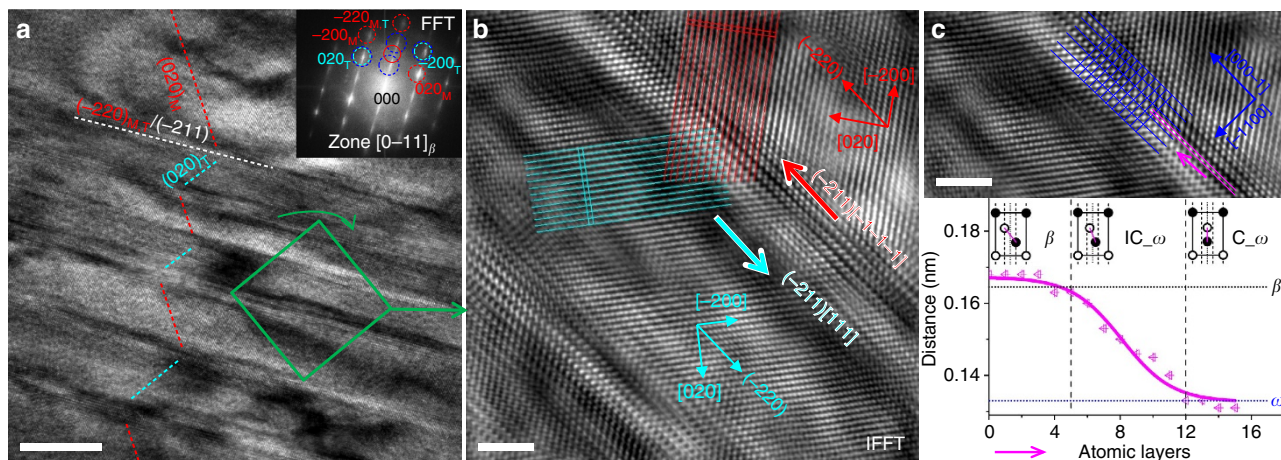 a
FFT
−220M,T
−200M
020T
−200T
020M
000
Zone [0–11]β
(020)M
(−220)M,T/(−211)
(020)T
b
(−220)
[−200]
[020]
(−211)[−1-1-1]
(−211)[111]
[−200]
[020]
(−220)
IFFT
c
[000-1]
[-1100]
β
IC_ω
C_ω
0.18
0.16
0.14
Distance (nm)
β
ω
0
4
8
12
16
Atomic layers